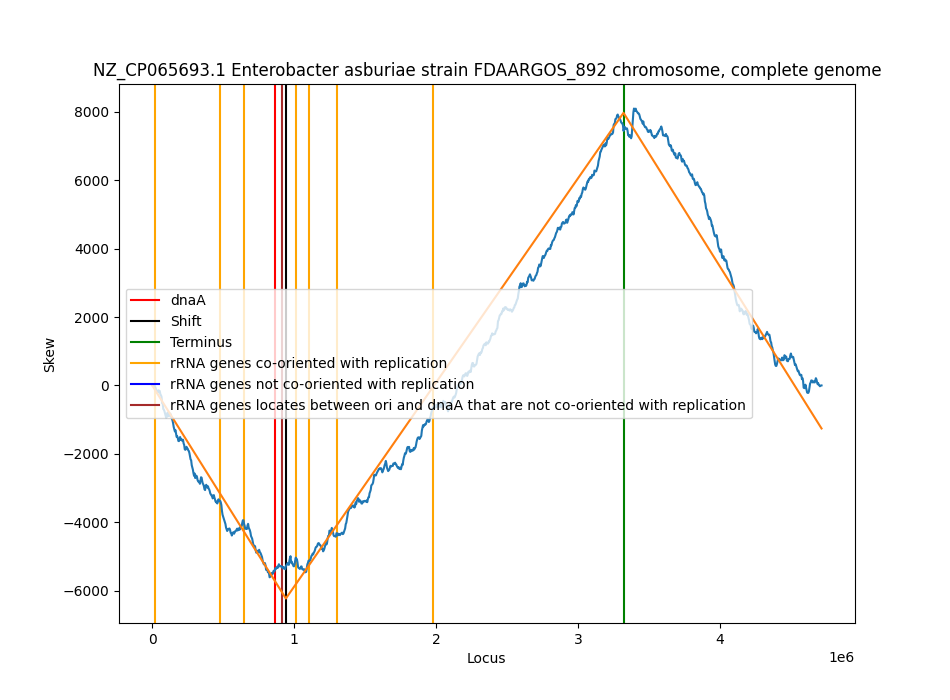 NZ_CP065693.1 Enterobacter asburiae strain FDAARGOS_892 chromosome, complete genome
8000
6000
4000
2000
0
−2000
−4000
−6000
Skew
dnaA
Shift
Terminus
rRNA genes co-oriented with replication
rRNA genes not co-oriented with replication
rRNA genes locates between ori and dnaA that are not co-oriented with replication
0 1 2 3 4
1e6
Locus